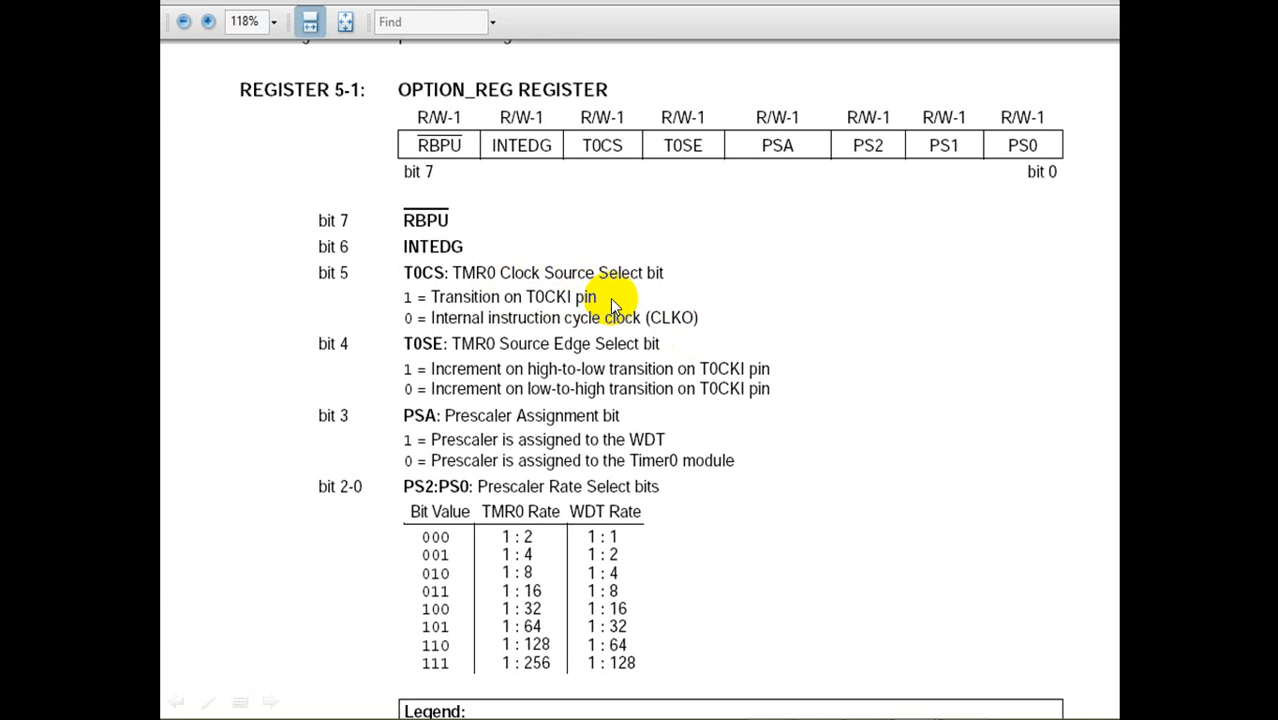 118%
Find
REGISTER 5-1: OPTION_REG REGISTER
R/W-1 R/W-1 R/W-1 R/W-1 R/W-1 R/W-1 R/W-1 R/W-1
RBPU INTEDG T0CS T0SE PSA PS2 PS1 PS0
bit 7 bit 0
bit 7 RBPU
bit 6 INTEDG
bit 5 T0CS: TMR0 Clock Source Select bit
1 = Transition on T0CKI pin
0 = Internal instruction cycle clock (CLKO)
bit 4 T0SE: TMR0 Source Edge Select bit
1 = Increment on high-to-low transition on T0CKI pin
0 = Increment on low-to-high transition on T0CKI pin
bit 3 PSA: Prescaler Assignment bit
1 = Prescaler is assigned to the WDT
0 = Prescaler is assigned to the Timer0 module
bit 2-0 PS2:PS0: Prescaler Rate Select bits
Bit Value TMR0 Rate WDT Rate
000 1 : 2 1 : 1
001 1 : 4 1 : 2
010 1 : 8 1 : 4
011 1 : 16 1 : 8
100 1 : 32 1 : 16
101 1 : 64 1 : 32
110 1 : 128 1 : 64
111 1 : 256 1 : 128
Legend: